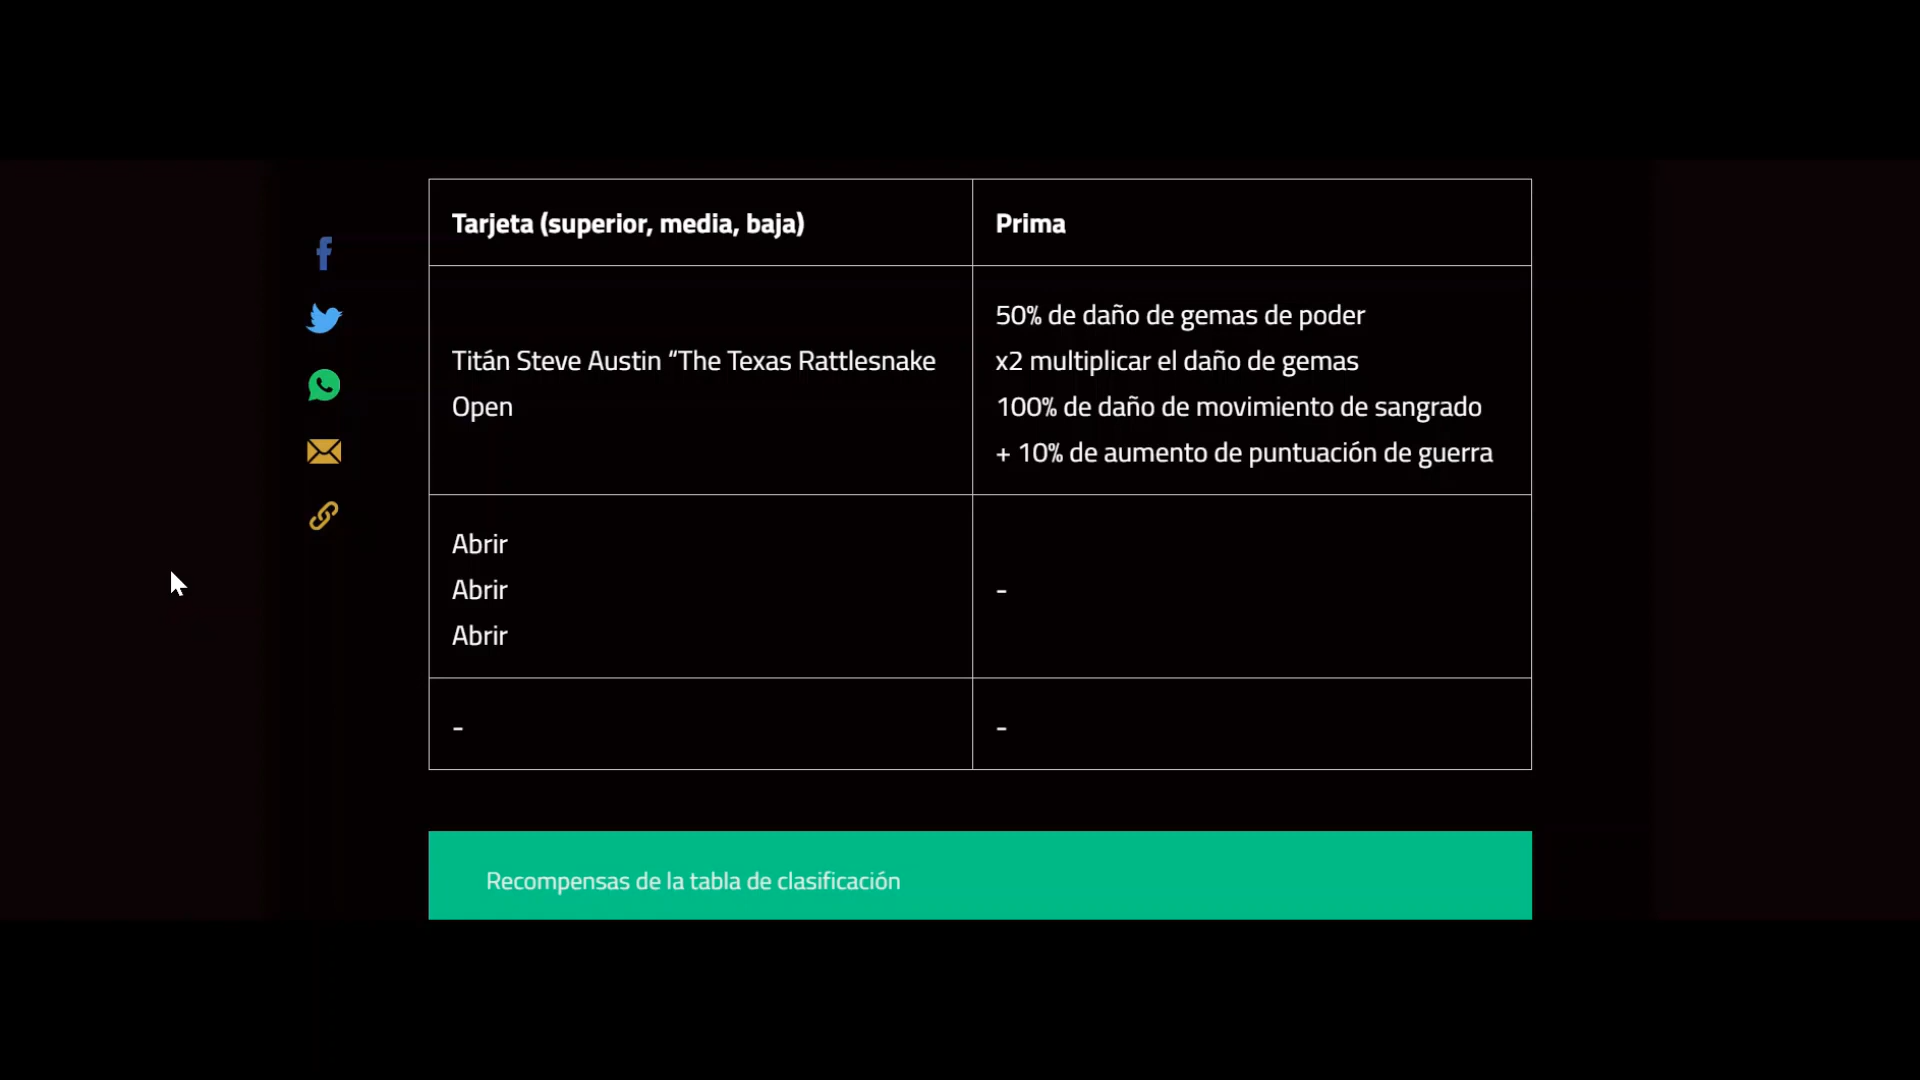 Tarjeta (superior, media, baja)
Prima
Titán Steve Austin “The Texas Rattlesnake
Open
50% de daño de gemas de poder
x2 multiplicar el daño de gemas
100% de daño de movimiento de sangrado
+ 10% de aumento de puntuación de guerra
Abrir
Abrir
Abrir
-
-
-
Recompensas de la tabla de clasificación